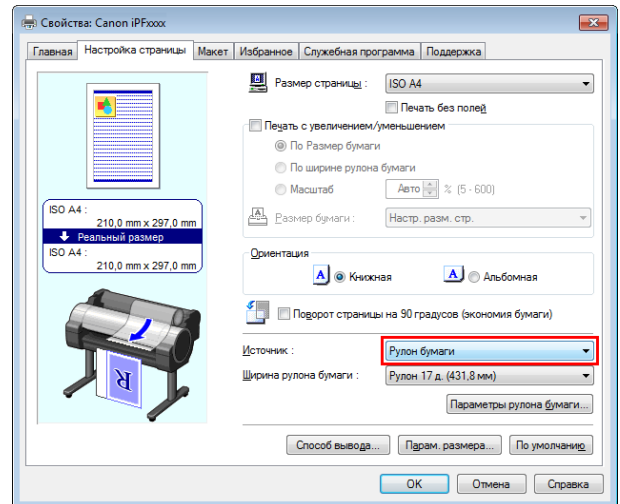 Свойства: Canon iPFxxxx
Главная Настройка страницы Макет Избранное Служебная программа Поддержка
Размер страницы : ISO A4
Печать без полей
Печать с увеличением/уменьшением
По Размер бумаги
По ширине рулона бумаги
Масштаб Авто % (5 - 600)
Размер бумаги : Настр. разм. стр.
ISO A4 :
210,0 mm x 297,0 mm
Реальный размер
ISO A4 :
210,0 mm x 297,0 mm
Ориентация
A Книжная A Альбомная
Поворот страницы на 90 градусов (экономия бумаги)
Источник : Рулон бумаги
Ширина рулона бумаги : Рулон 17 д. (431,8 мм)
Параметры рулона бумаги...
Способ вывода... Парам. размера... По умолчанию
OK Отмена Справка